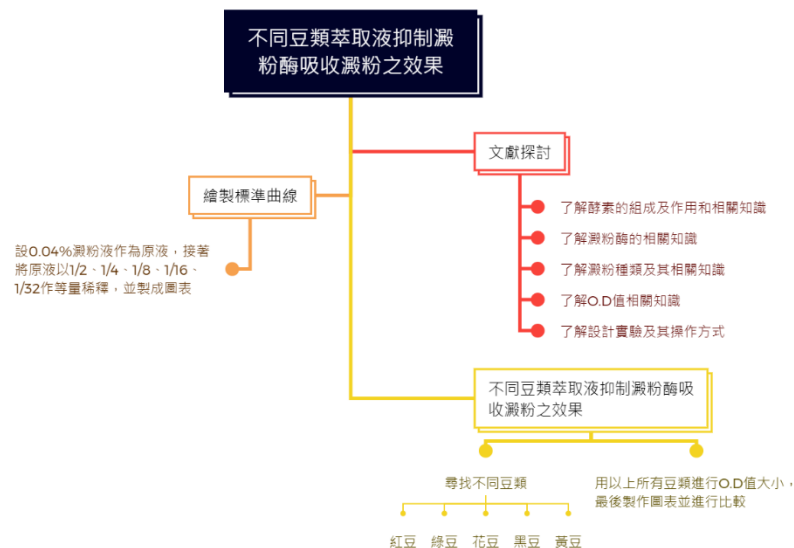 不同豆類萃取液抑制澱
粉酶吸收澱粉之效果
文獻探討
繪製標準曲線
了解酵素的組成及作用和相關知識
了解澱粉酶的相關知識
了解澱粉種類及其相關知識
了解O.D值相關知識
了解設計實驗及其操作方式
設0.04%澱粉液作為原液，接著
將原液以1/2、1/4、1/8、1/16、
1/32作等量稀釋，並製成圖表
不同豆類萃取液抑制澱粉酶吸
收澱粉之效果
尋找不同豆類
紅豆 綠豆 花豆 黑豆 黃豆
用以上所有豆類進行O.D值大小，
最後製作圖表並進行比較